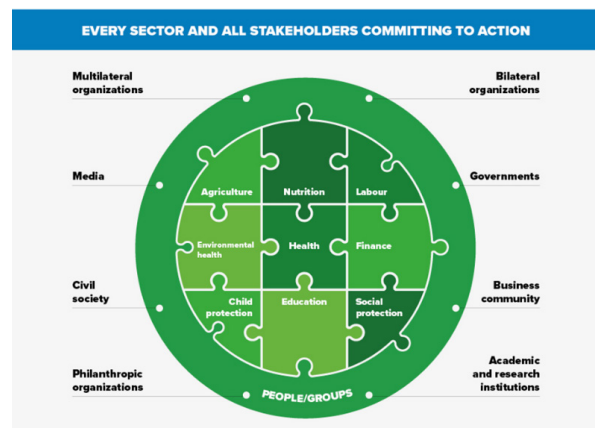 EVERY SECTOR AND ALL STAKEHOLDERS COMMITTING TO ACTION
Multilateral
organizations
Bilateral
organizations
Media
Governments
Agriculture
Nutrition
Labour
Environmental
health
Health
Finance
Civil
society
Business
community
Child
protection
Education
Social
protection
Philanthropic
organizations
Academic
and research
institutions
PEOPLE/GROUPS